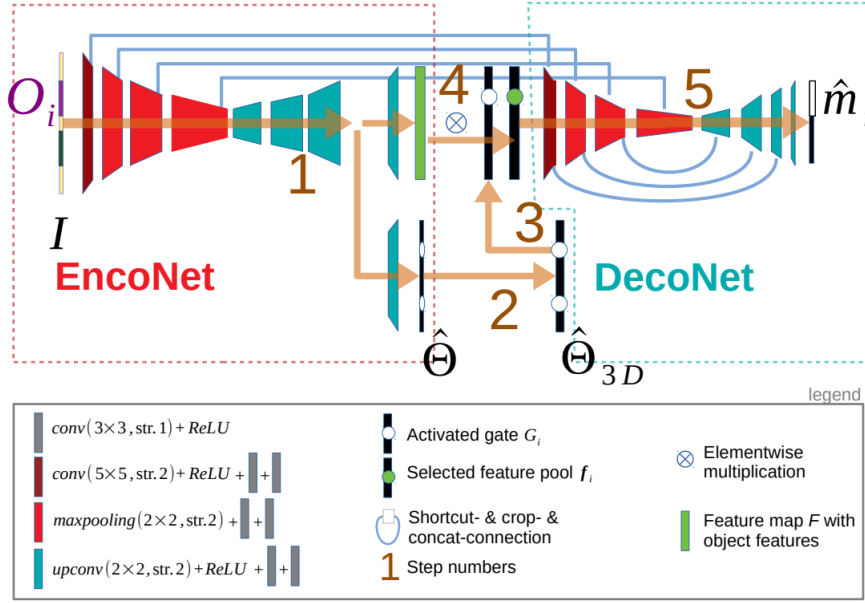 O_i
I
1
4
5
m̂
3
2
EncoNet
DecoNet
Θ̂
Θ̂_3D
legend
conv(3×3,str.1)+ReLU
conv(5×5,str.2)+ReLU + +
maxpooling(2×2,str.2) + +
upconv(2×2,str.2)+ReLU + +
Activated gate G_i
Selected feature pool f_i
Shortcut- & crop- &
concat-connection
1 Step numbers
Elementwise
multiplication
Feature map F with
object features